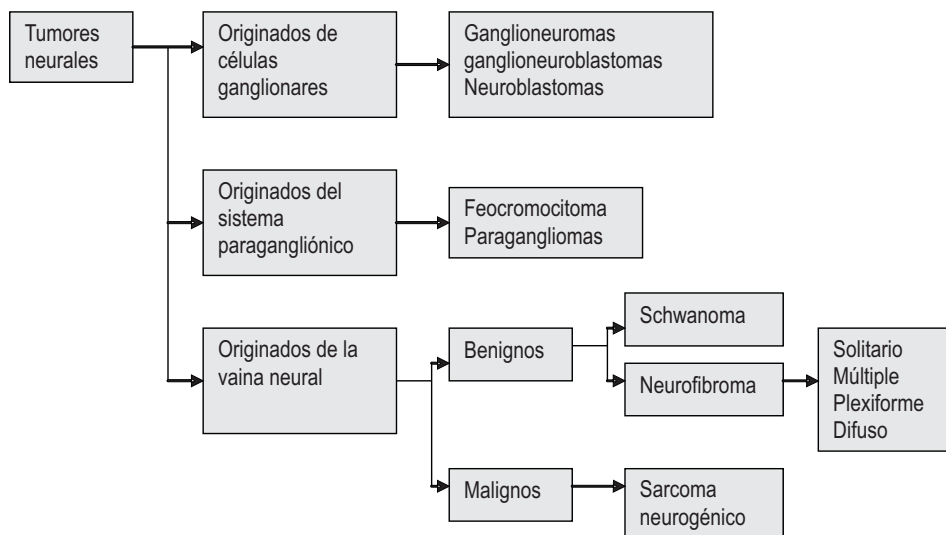 Tumores
neurales
Originados de
células
ganglionares
Ganglioneuromas
ganglioneuroblastomas
Neuroblastomas
Originados del
sistema
paragangliónico
Feocromocitoma
Paragangliomas
Originados de la
vaina neural
Benignos
Schwanoma
Neurofibroma
Solitario
Múltiple
Plexiforme
Difuso
Malignos
Sarcoma
neurogénico